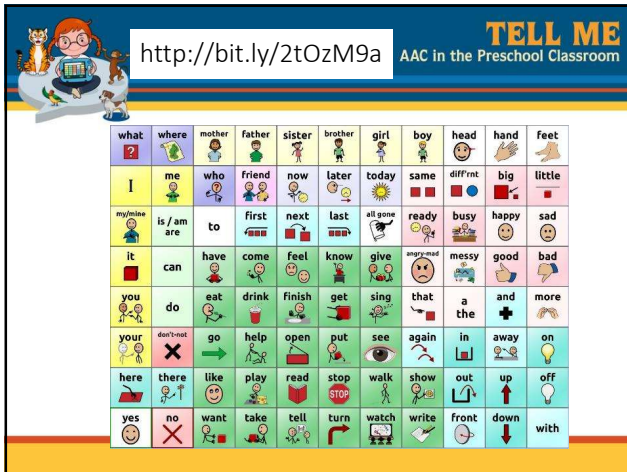 http://bit.ly/2tOzM9a
TELL ME
AAC in the Preschool Classroom
what where mother father sister brother girl boy head hand feet
I me who friend now later today same diff'rnt big little
my/mine is / am are to first next last all gone ready busy happy sad
it can have come feel know give angry-mad messy good bad
you do eat drink finish get sing that a the and more
your don't-not go help open put see again in away on
here there like play read stop STOP walk show out up off
yes no want take tell turn watch write front down with